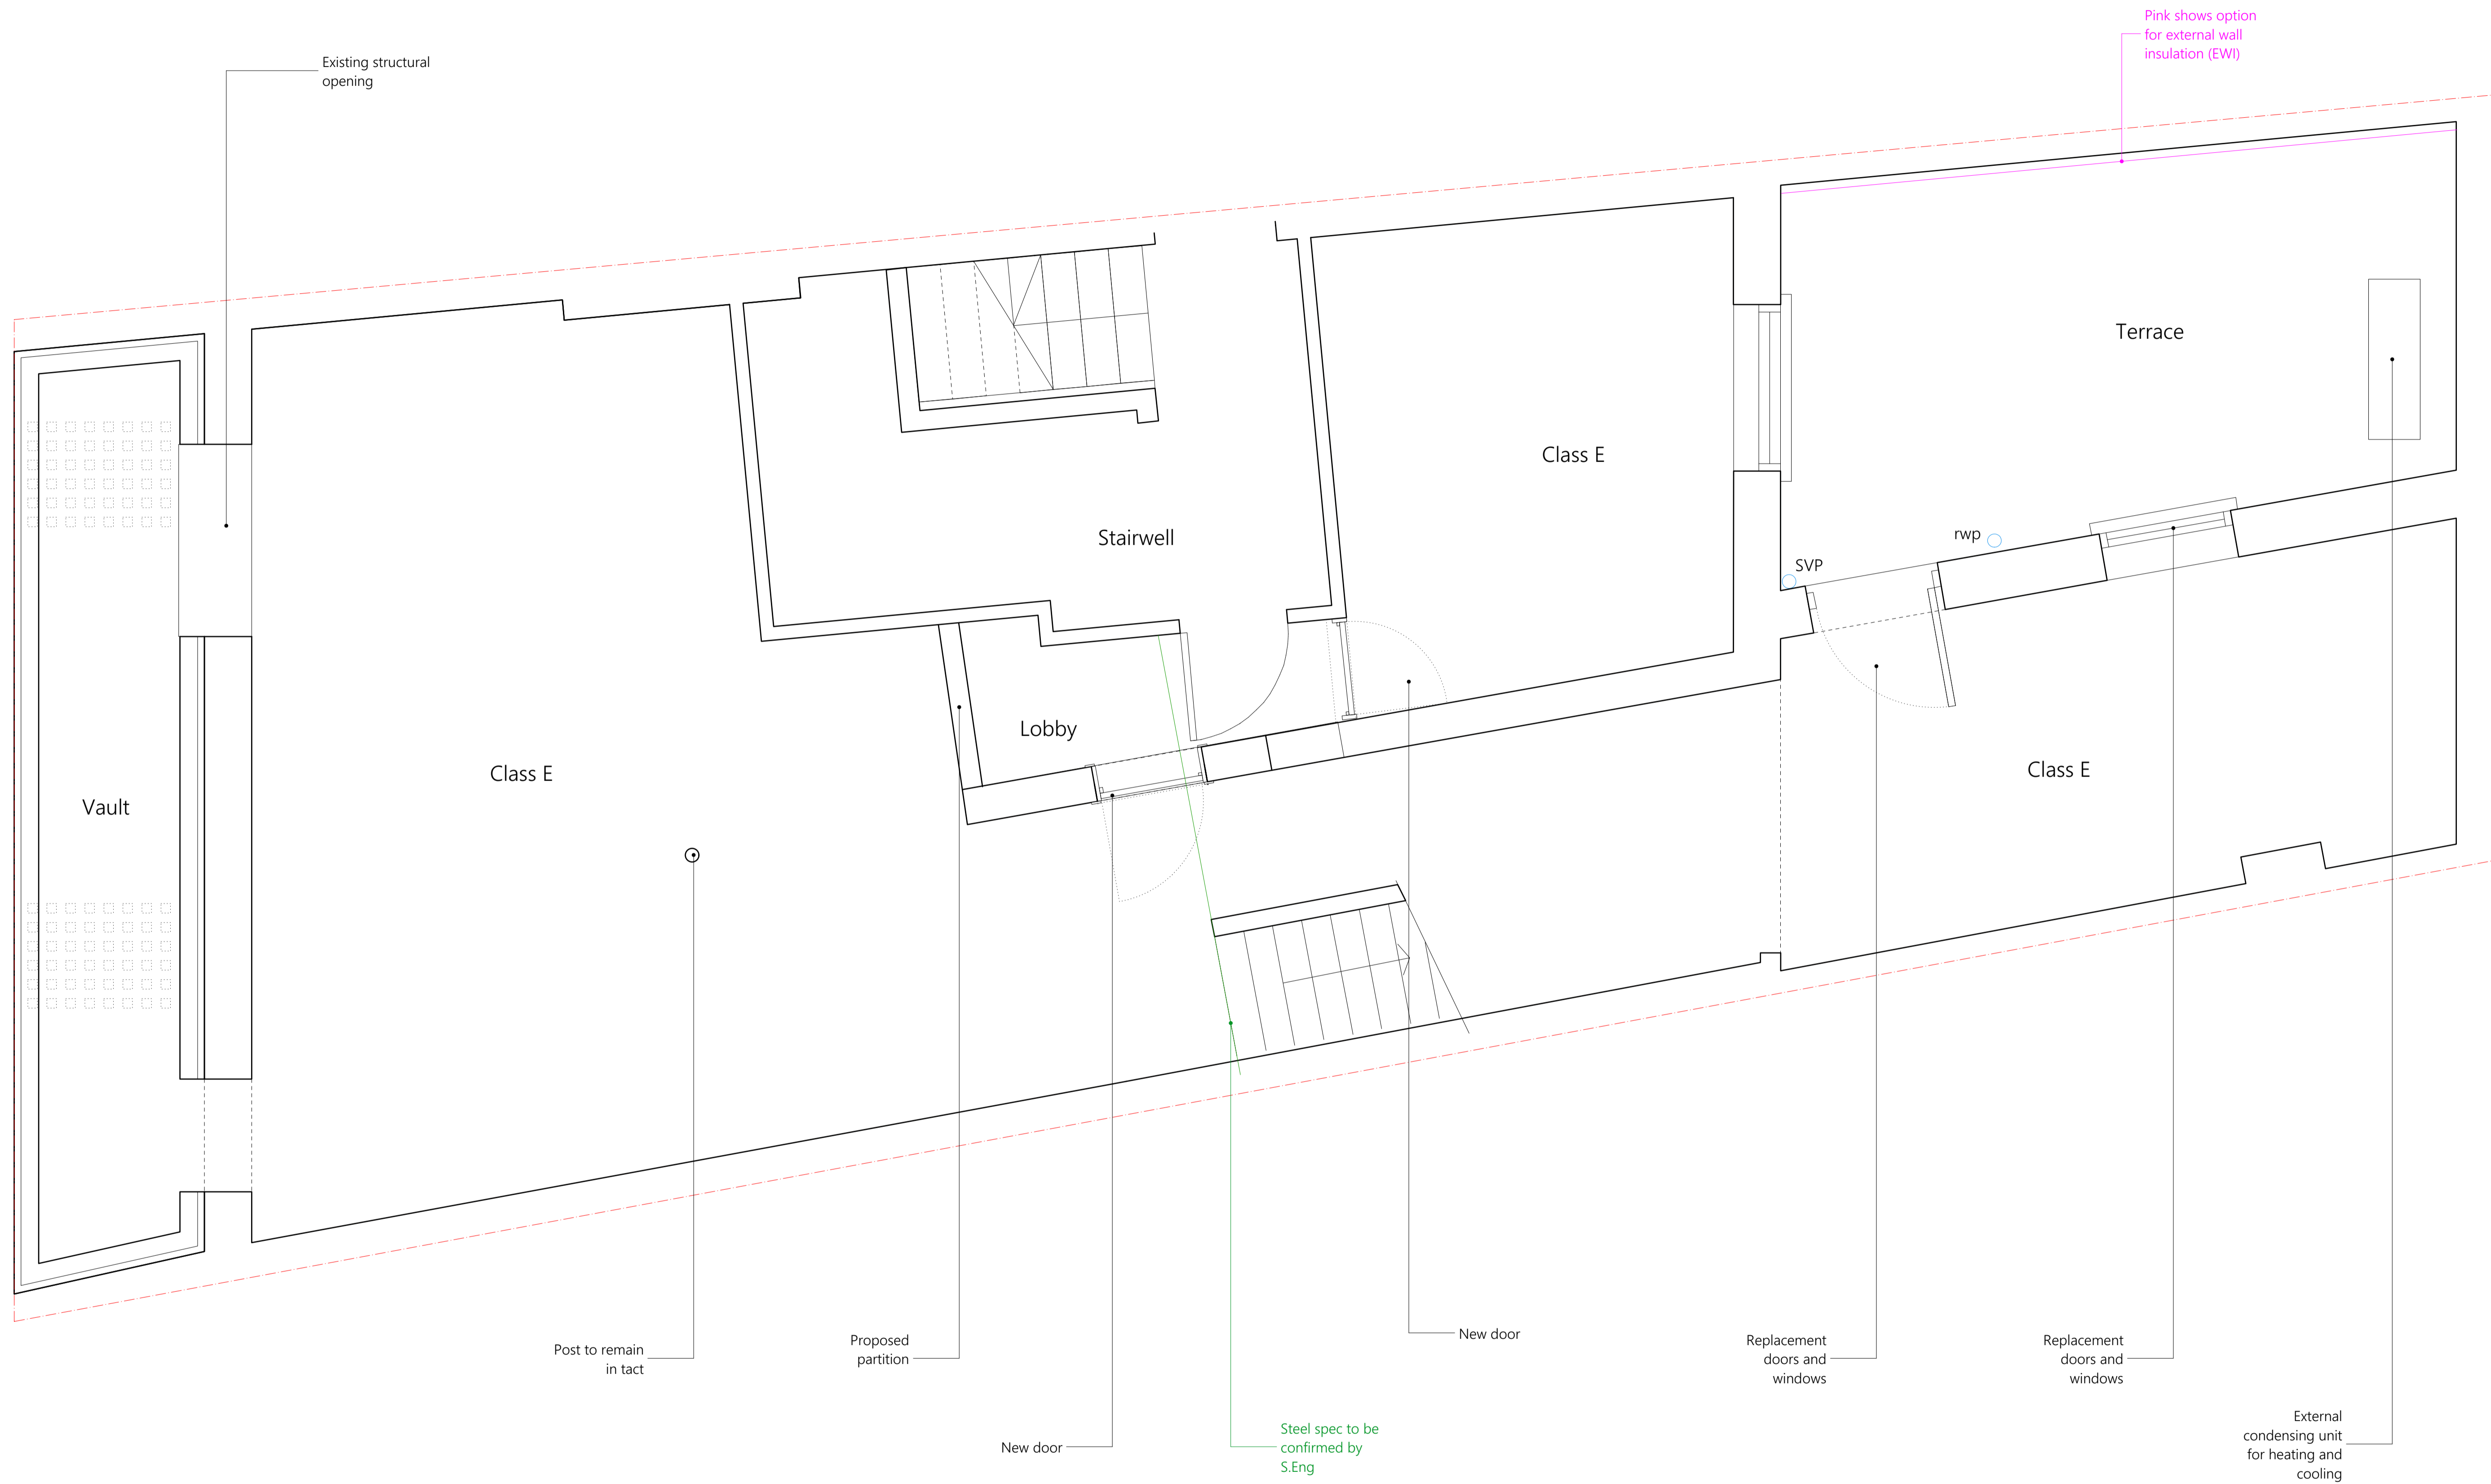 Pink shows option
for external wall
insulation (EWI)
Existing structural
opening
Terrace
Class E
Stairwell
rwp
SVP
Lobby
Class E
Class E
Vault
New door
Post to remain
in tact
Proposed
partition
Replacement
doors and
windows
Replacement
doors and
windows
New door
Steel spec to be
confirmed by
S.Eng
External
condensing unit
for heating and
cooling